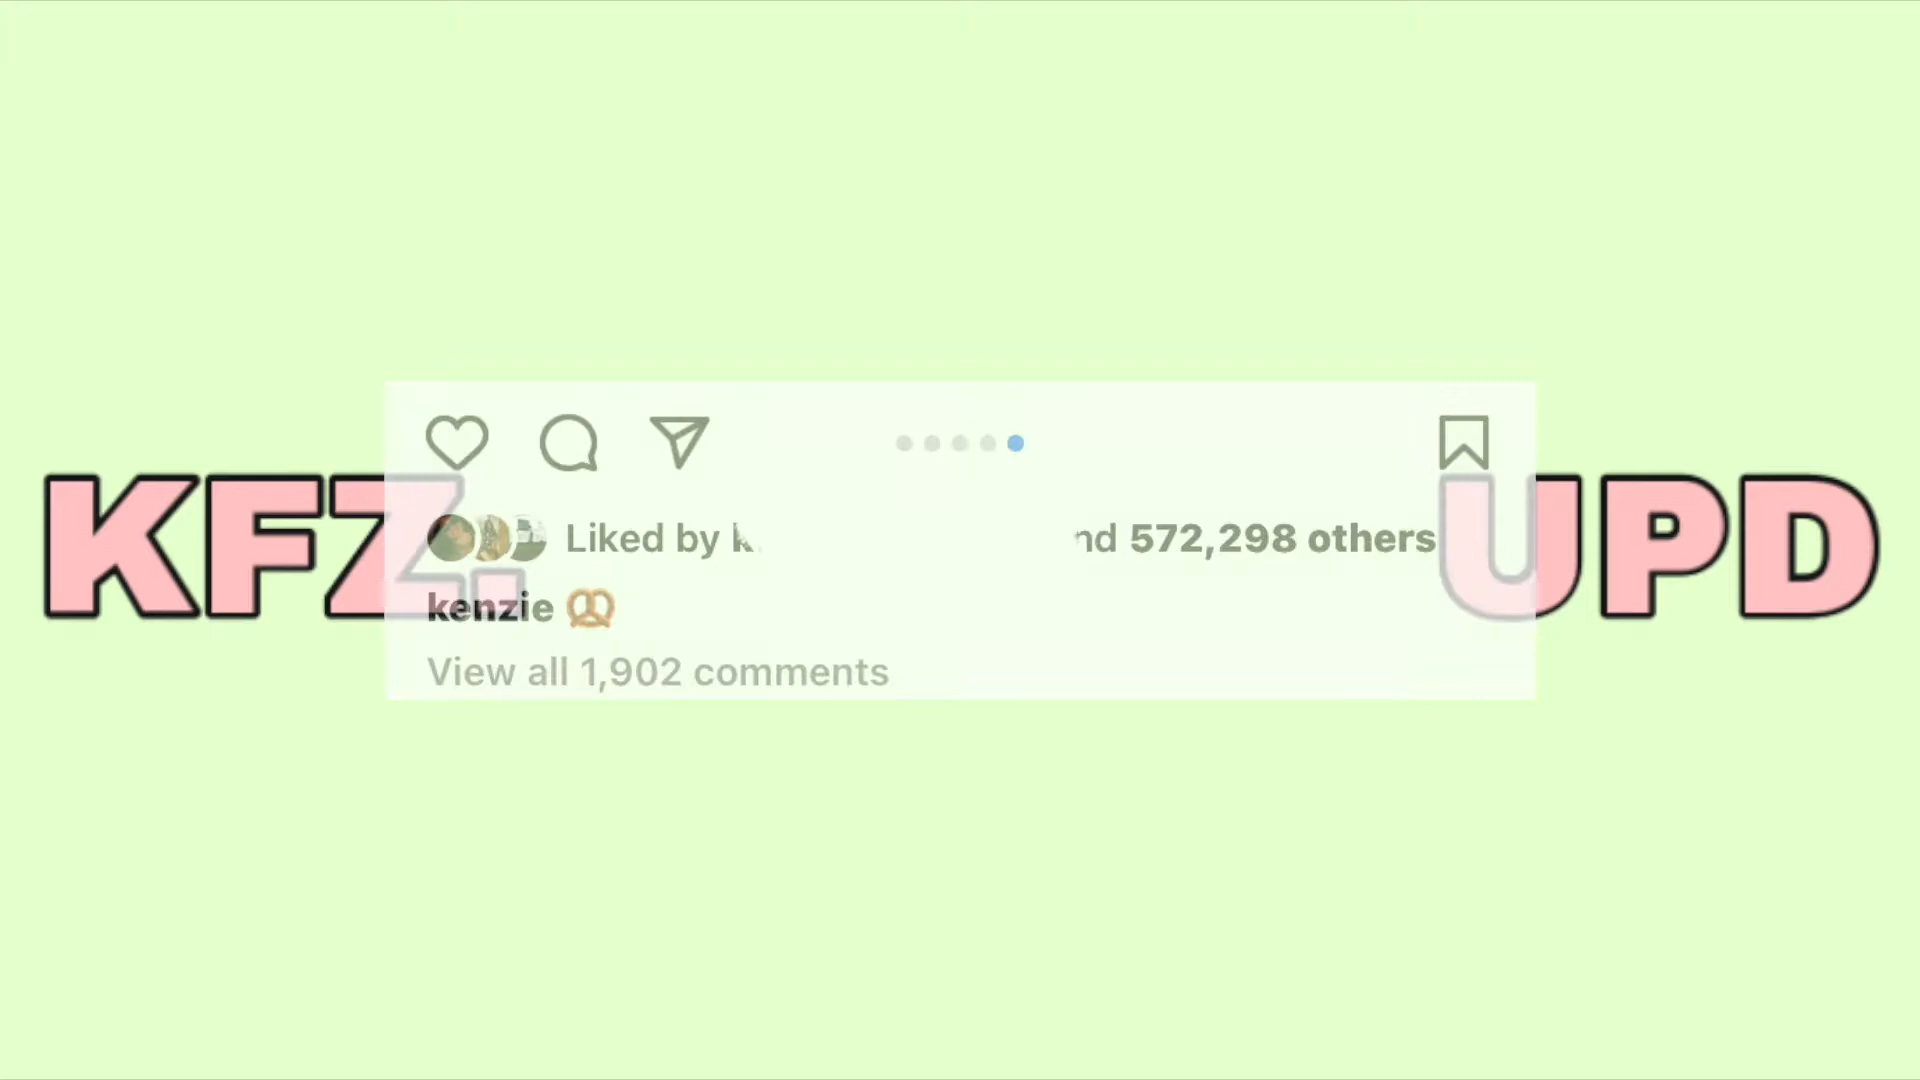 KFZ. UPD
Liked by nd 572,298 others
kenzie 🥨
View all 1,902 comments